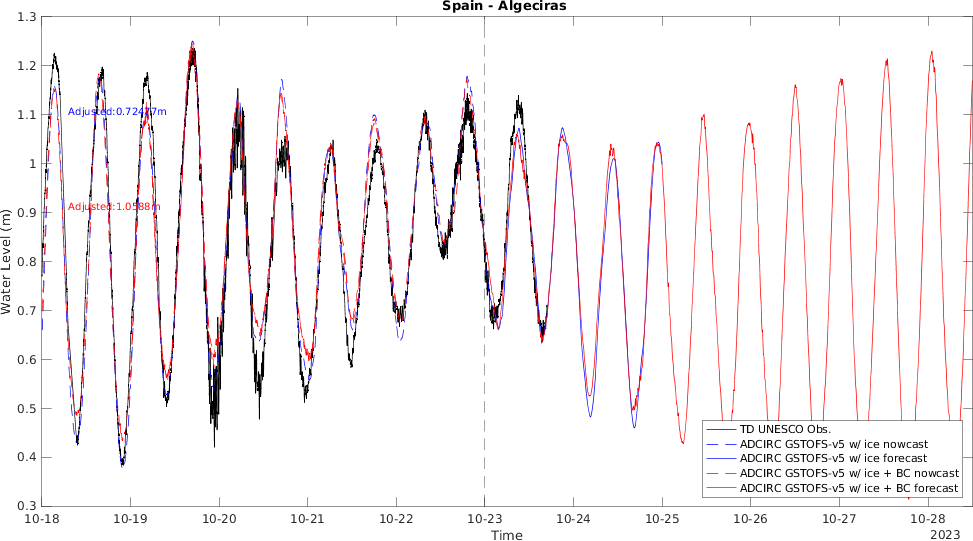 Spain - Algeciras
1.3
1.2
1.1
1
0.9
0.8
0.7
0.6
0.5
0.4
0.3
Water Level (m)
Adjusted:0.72477m
Adjusted:1.0588m
TD UNESCO Obs.
ADCIRC GSTOFS-v5 w/ ice nowcast
ADCIRC GSTOFS-v5 w/ ice forecast
ADCIRC GSTOFS-v5 w/ ice + BC nowcast
ADCIRC GSTOFS-v5 w/ ice + BC forecast
10-18 10-19 10-20 10-21 10-22 10-23 10-24 10-25 10-26 10-27 10-28
Time
2023